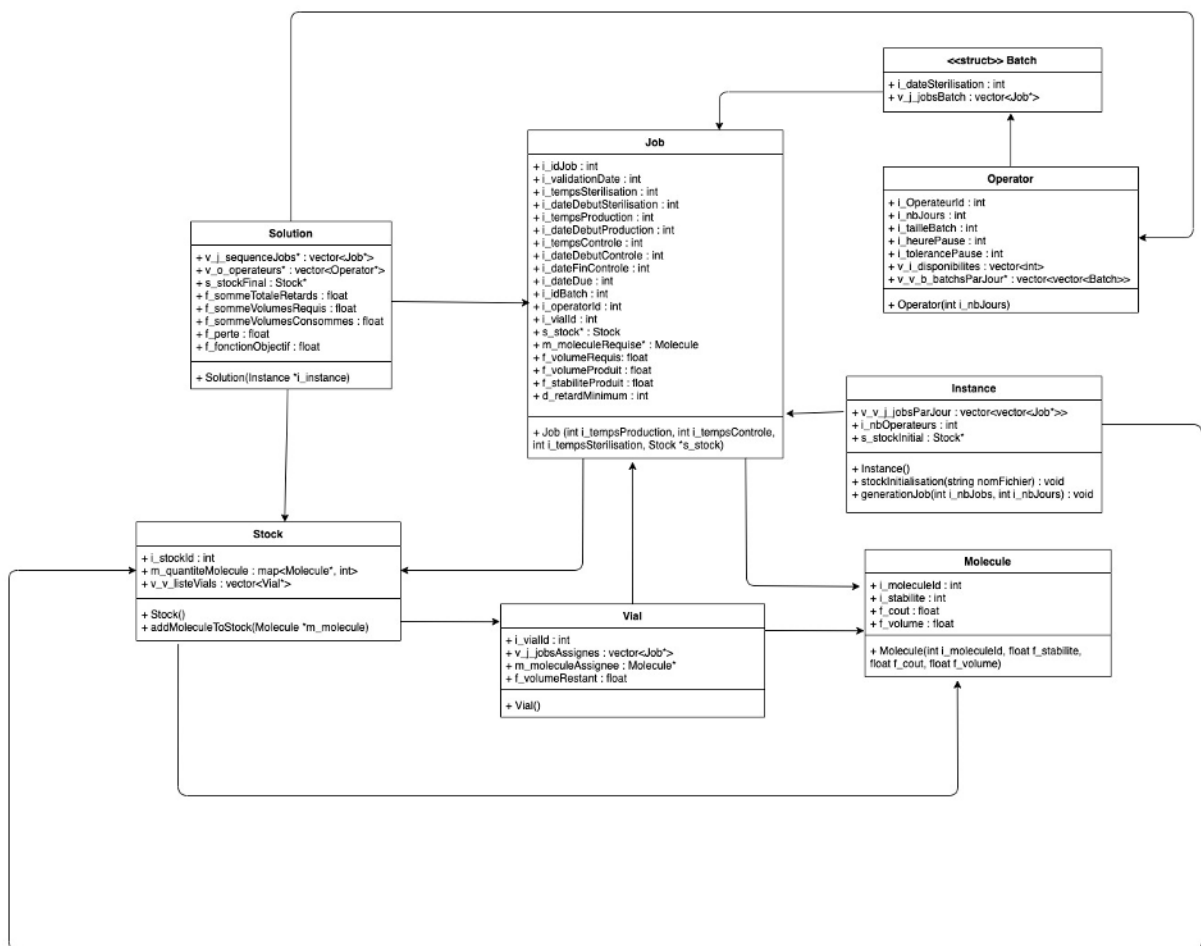 <<struct>> Batch
+ i_dateSterilisation : int
+ v_j_jobsBatch : vector<Job*>
Job
+ i_idJob : int
+ i_validationDate : int
+ i_tempsSterilisation : int
+ i_dateDebutSterilisation : int
+ i_tempsProduction : int
+ i_dateDebutProduction : int
+ i_tempsControle : int
+ i_dateDebutControle : int
+ i_dateFinControle : int
+ i_dateDue : int
+ i_idBatch : int
+ i_operatorId : int
+ i_vialId : int
+ s_stock* : Stock
+ m_moleculeRequise* : Molecule
+ f_volumeRequis: float
+ f_volumeProduit : float
+ f_stabiliteProduit : float
+ d_retardMinimum : int
+ Job (int i_tempsProduction, int i_tempsControle,
int i_tempsSterilisation, Stock *s_stock)
Operator
+ i_OperateurId : int
+ i_nbJours : int
+ i_tailleBatch : int
+ i_heurePause : int
+ i_tolerancePause : int
+ v_i_disponibilites : vector<int>
+ v_v_b_batchsParJour* : vector<vector<Batch>>
+ Operator(int i_nbJours)
Solution
+ v_j_sequenceJobs* : vector<Job*>
+ v_o_operateurs* : vector<Operator*>
+ s_stockFinal : Stock*
+ f_sommeTotaleRetards : float
+ f_sommeVolumesRequis : float
+ f_sommeVolumesConsommes : float
+ f_perte : float
+ f_fonctionObjectif : float
+ Solution(Instance *i_instance)
Instance
+ v_v_j_jobsParJour : vector<vector<Job*>>
+ i_nbOperateurs : int
+ s_stockInitial : Stock*
+ Instance()
+ stockInitialisation(string nomFichier) : void
+ generationJob(int i_nbJobs, int i_nbJours) : void
Stock
+ i_stockId : int
+ m_quantiteMolecule : map<Molecule*, int>
+ v_v_listeVials : vector<Vial*>
+ Stock()
+ addMoleculeToStock(Molecule *m_molecule)
Molecule
+ i_moleculeId : int
+ i_stabilite : int
+ f_cout : float
+ f_volume : float
+ Molecule(int i_moleculeId, float f_stabilite,
float f_cout, float f_volume)
Vial
+ i_vialId : int
+ v_j_jobsAssignes : vector<Job*>
+ m_moleculeAssignee : Molecule*
+ f_volumeRestant : float
+ Vial()